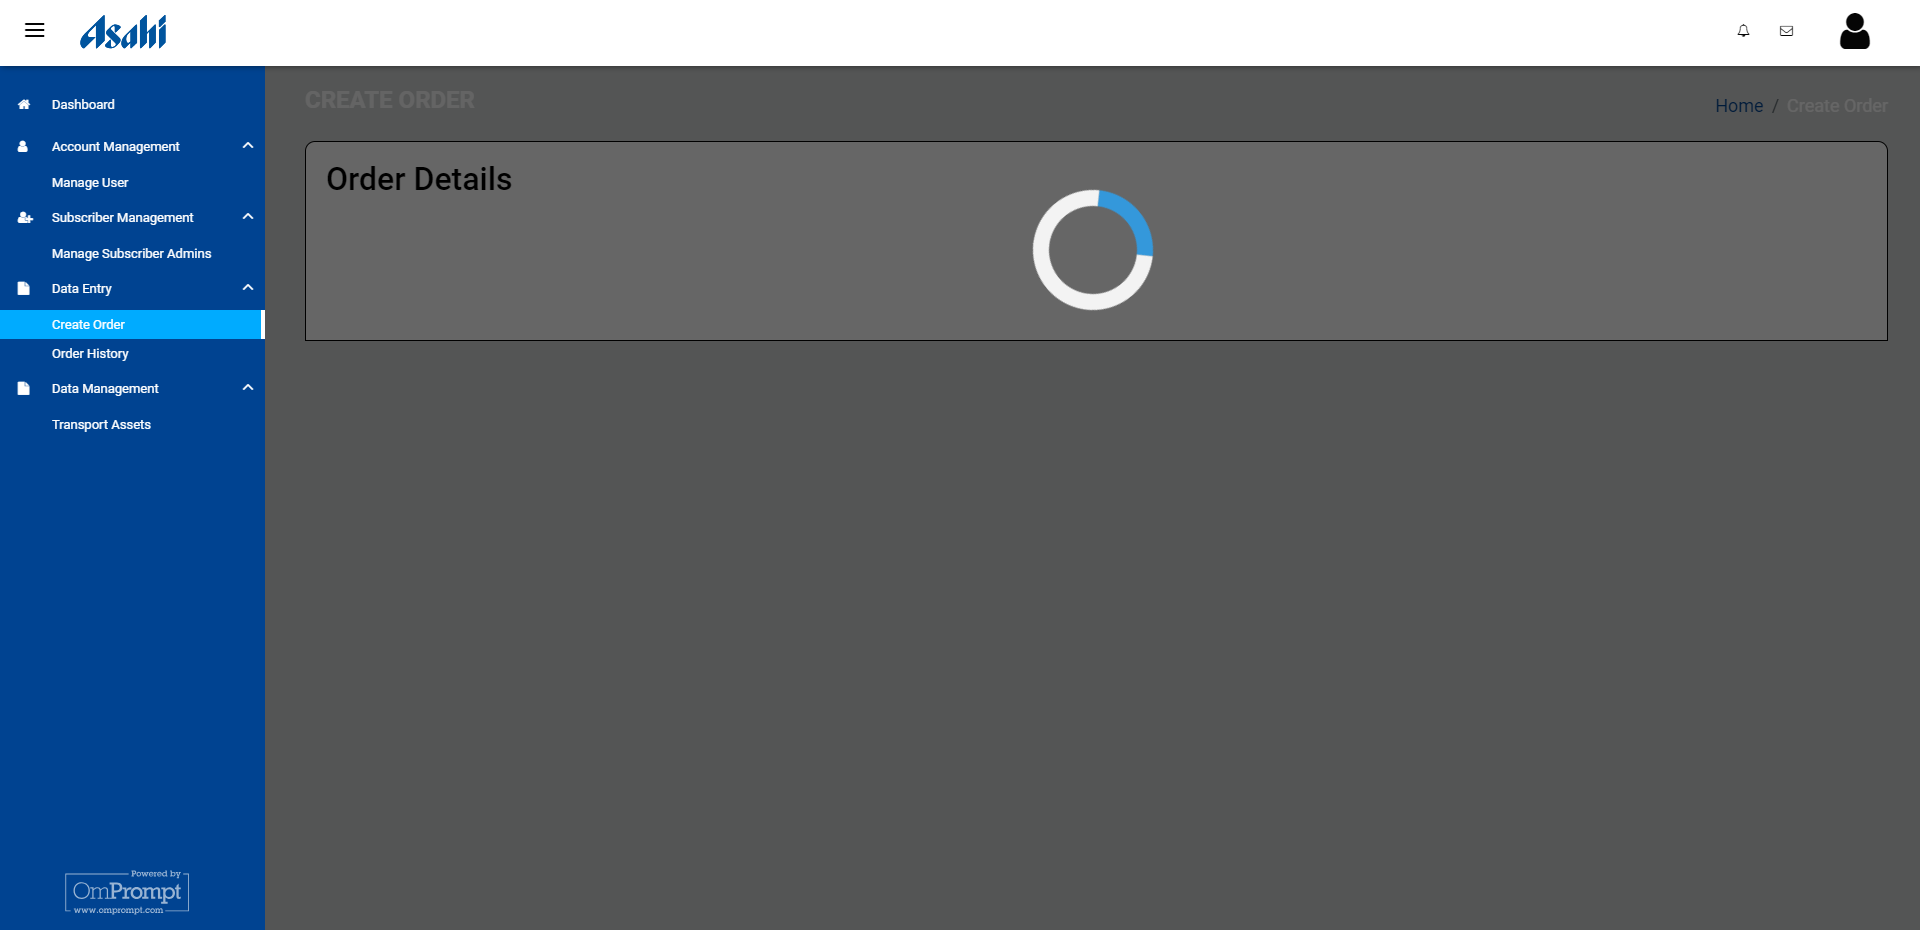 Asahi
Dashboard
Account Management
Manage User
Subscriber Management
Manage Subscriber Admins
Data Entry
Create Order
Order History
Data Management
Transport Assets
Powered by
OmPrompt
www.omprompt.com
CREATE ORDER
Home / Create Order
Order Details